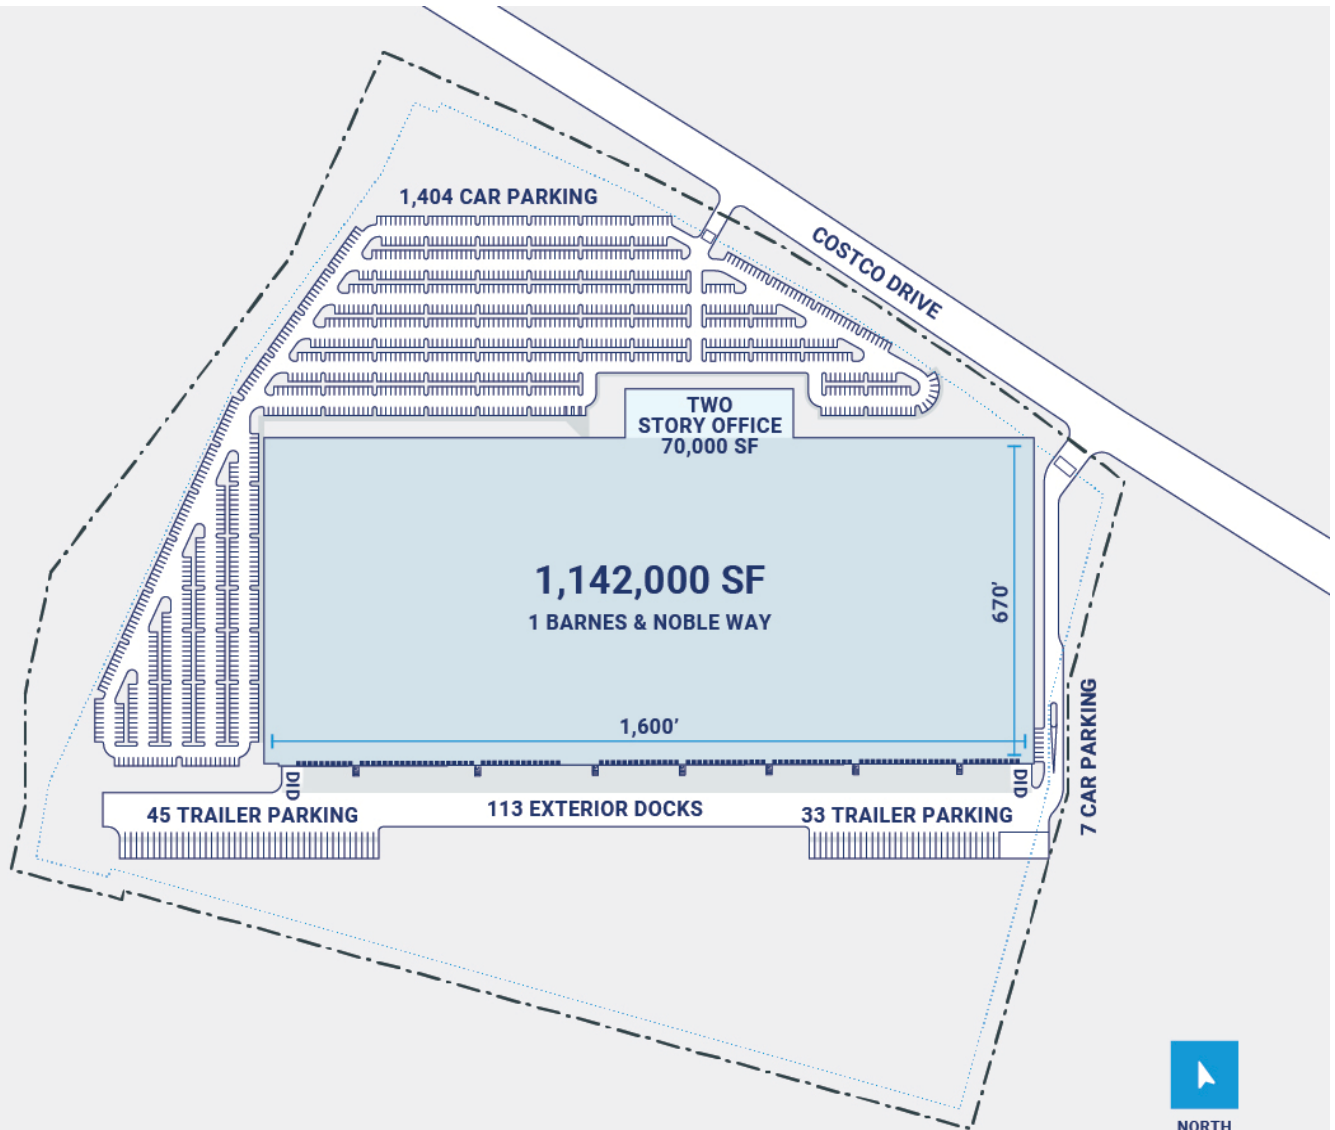 1,404 CAR PARKING
COSTCO DRIVE
TWO
STORY OFFICE
70,000 SF
1,142,000 SF
1 BARNES & NOBLE WAY
670’
1,600’
7 CAR PARKING
DID
DID
45 TRAILER PARKING
113 EXTERIOR DOCKS
33 TRAILER PARKING
NORTH